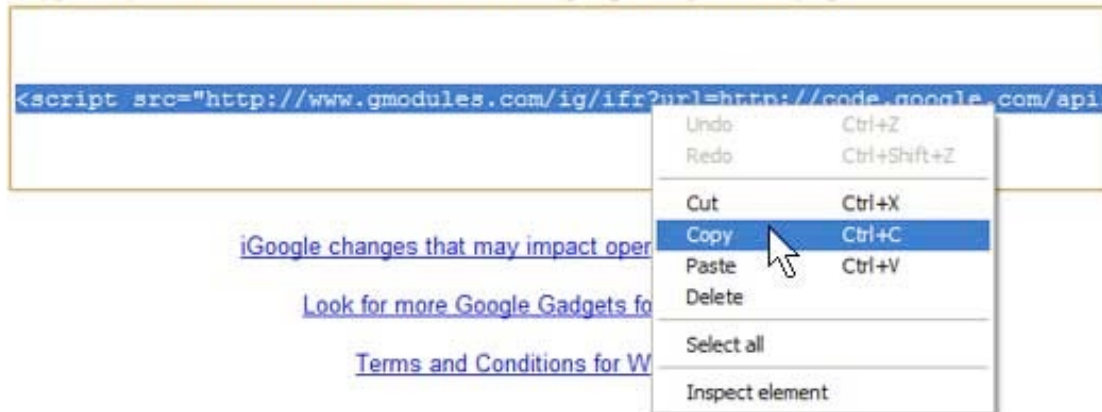 <script src="http://www.gmodules.com/ig/ifr?url=http://code.google.com/api
Undo Ctrl+Z
Redo Ctrl+Shift+Z
Cut Ctrl+X
Copy Ctrl+C
Paste Ctrl+V
Delete
Select all
Inspect element
iGoogle changes that may impact oper
Look for more Google Gadgets fo
Terms and Conditions for W